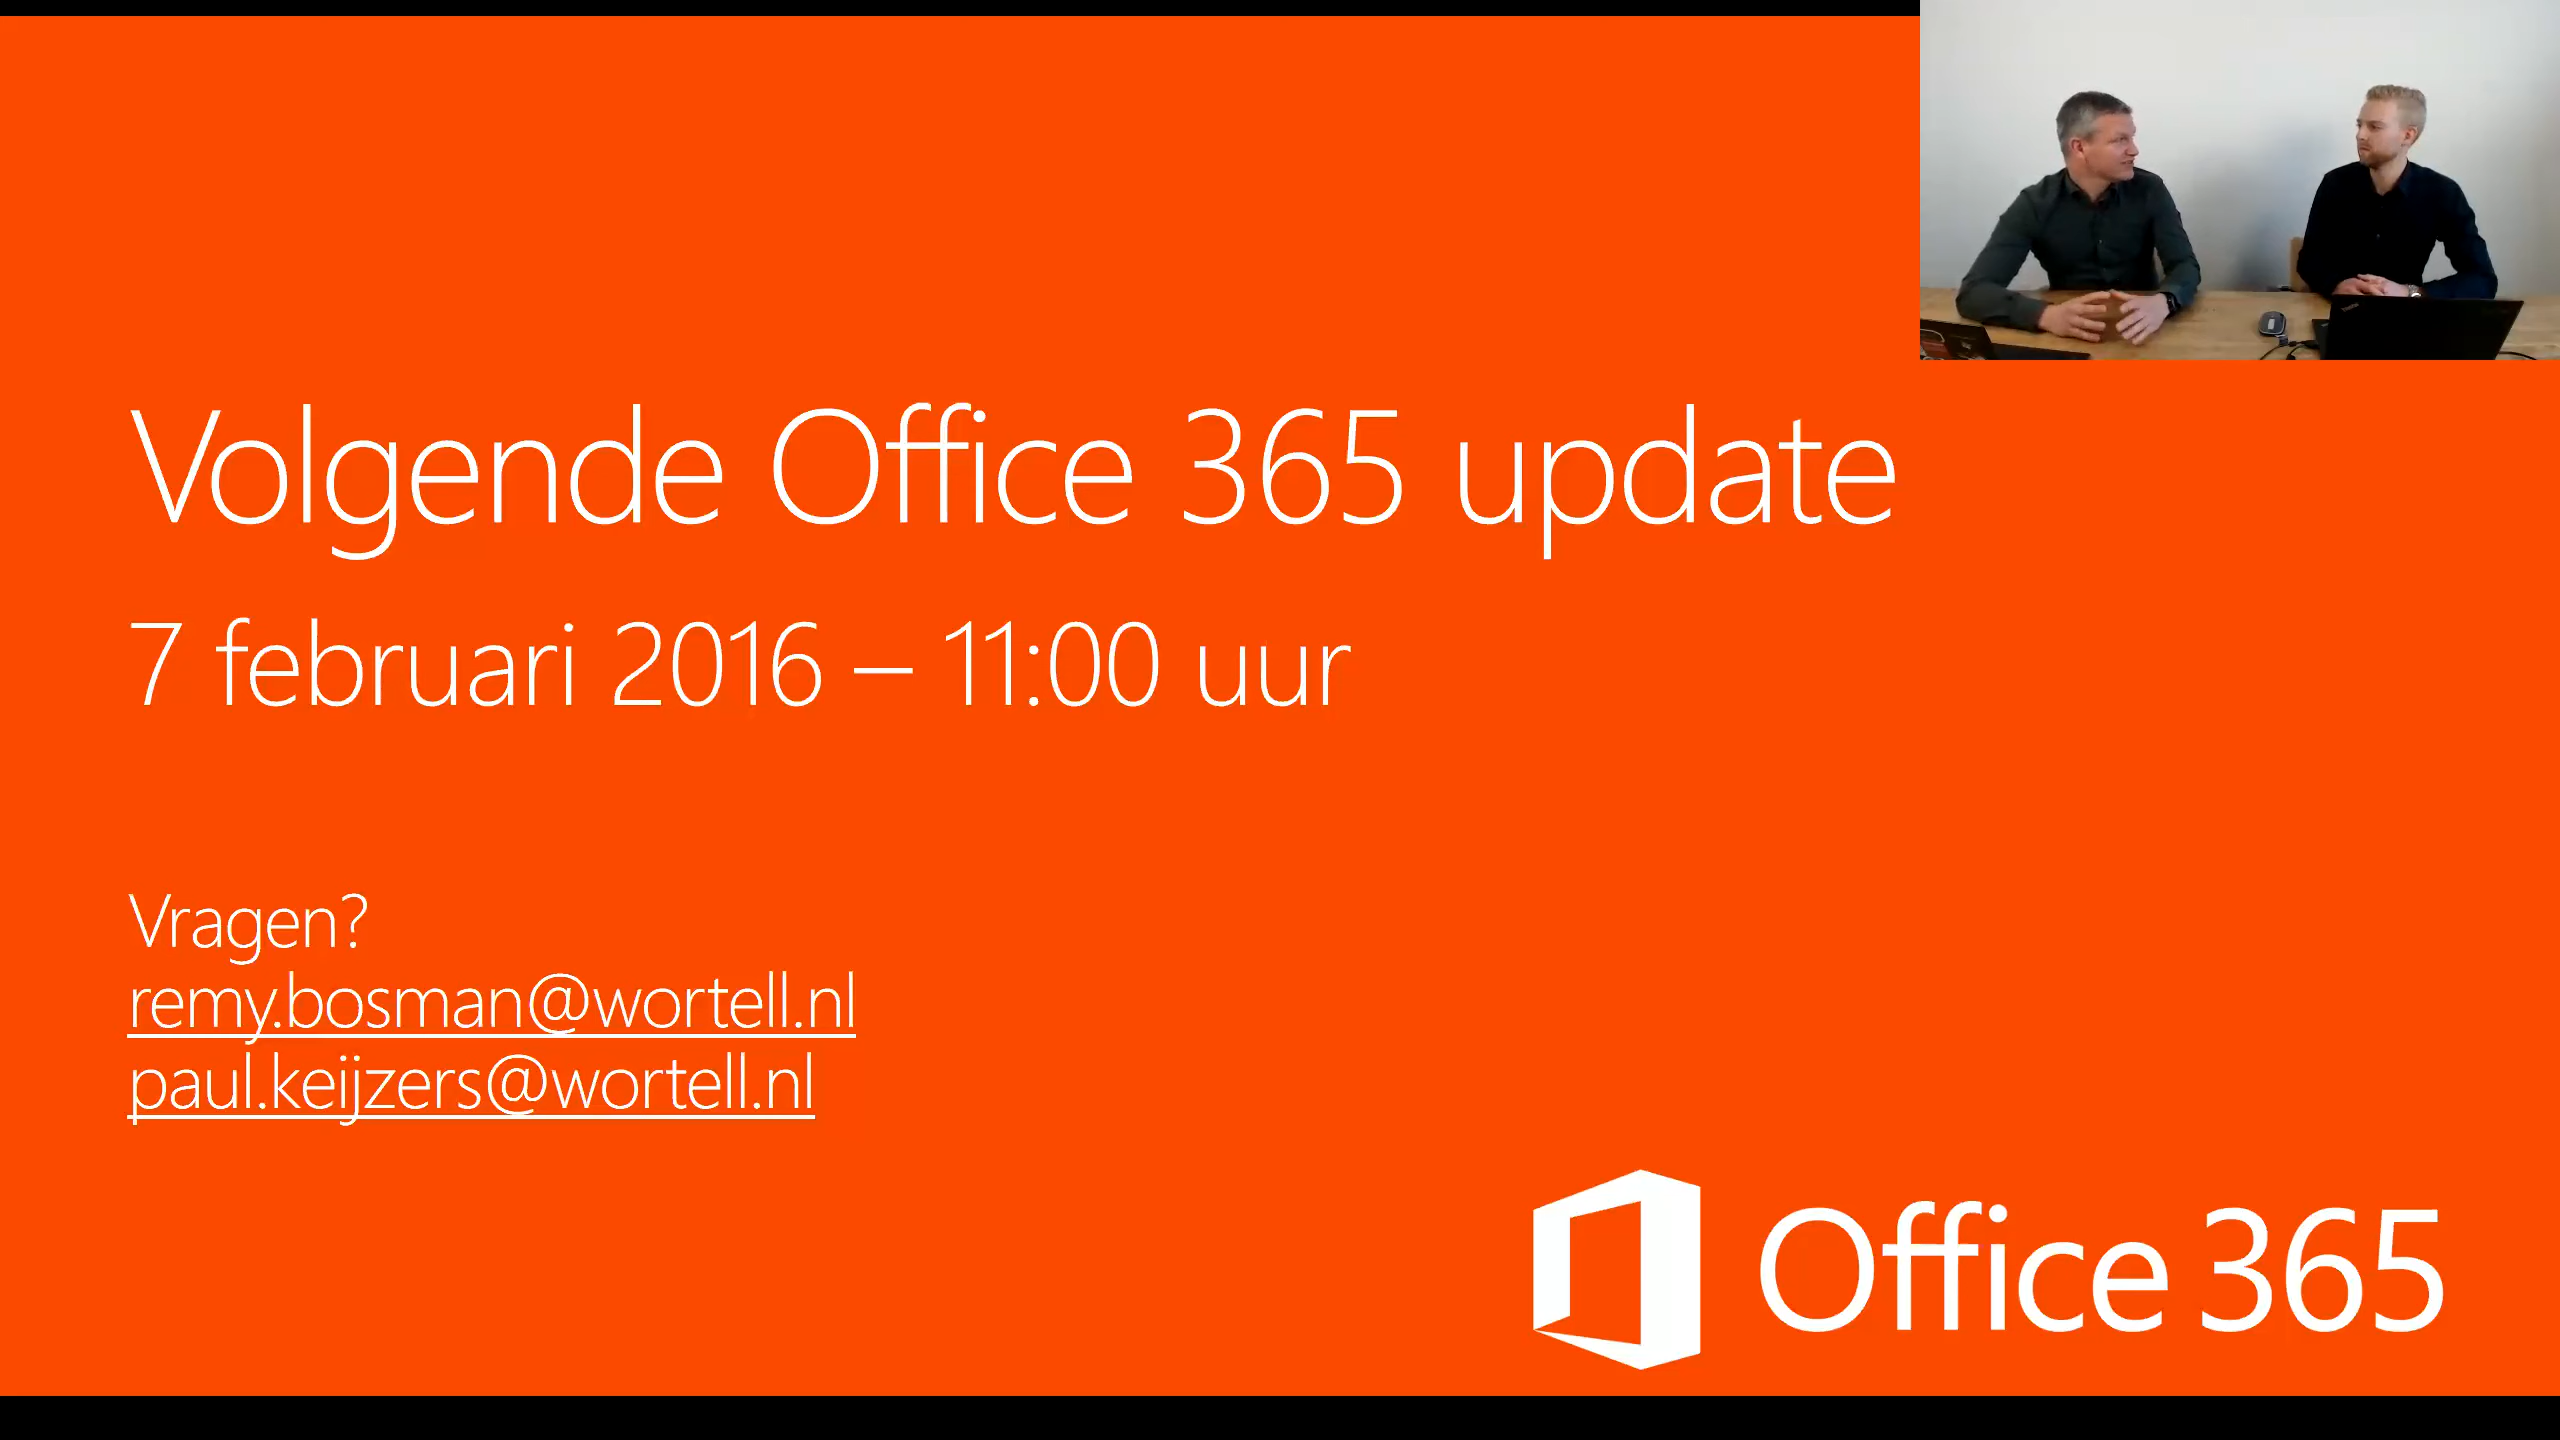 Volgende Office 365 update
7 februari 2016 – 11:00 uur
Vragen?
remy.bosman@wortell.nl
paul.keijzers@wortell.nl
Office 365